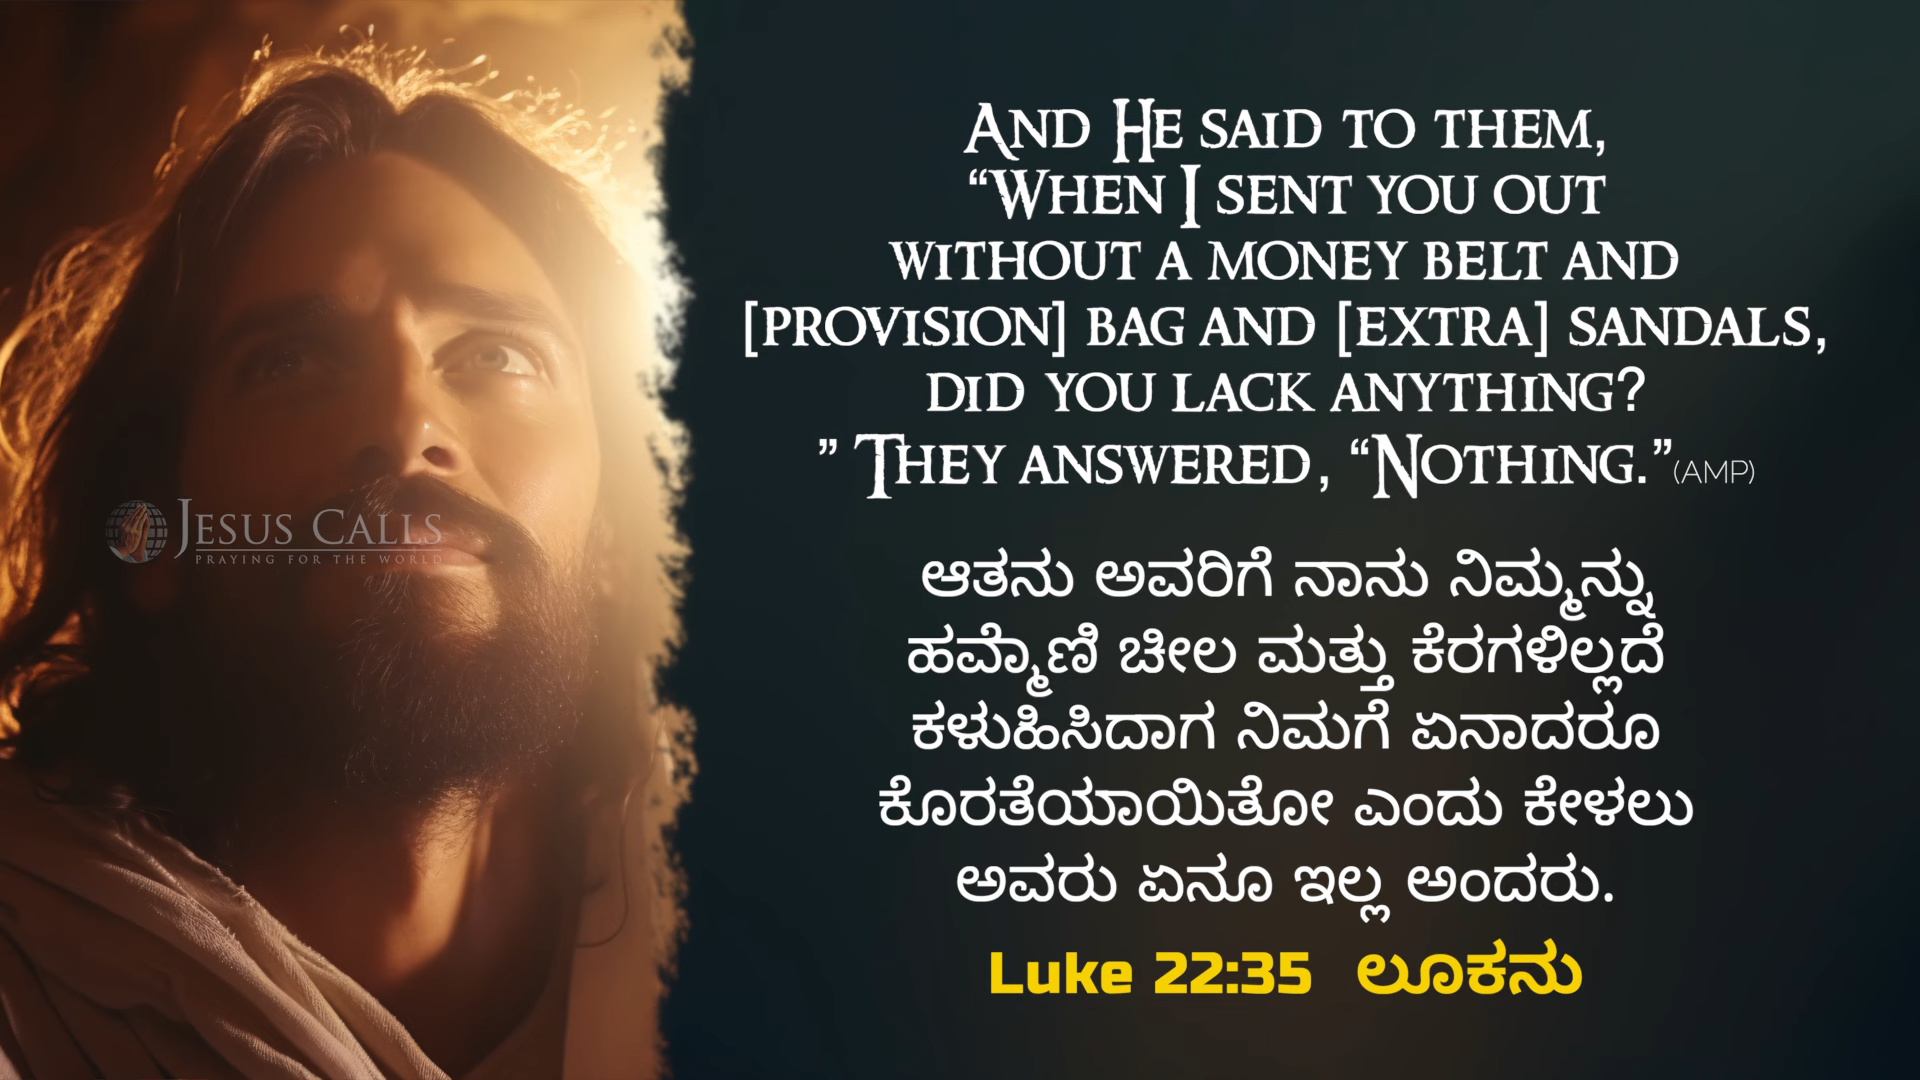 JESUS CALLS
PRAYING FOR THE WORLD
AND HE SAID TO THEM,
“WHEN I SENT YOU OUT
WITHOUT A MONEY BELT AND
[PROVISION] BAG AND [EXTRA] SANDALS,
DID YOU LACK ANYTHING?
” THEY ANSWERED, “NOTHING.”(AMP)
ಆತನು ಅವರಿಗೆ ನಾನು ನಿಮ್ಮನ್ನು
ಹಮ್ಮೆಾಣಿ ಚೀಲ ಮತ್ತು ಕೆರಗಳಿಲ್ಲದೆ
ಕಳುಹಿಸಿದಾಗ ನಿಮಗೆ ಏನಾದರೂ
ಕೊರತೆಯಾಯಿತೋ ಎಂದು ಕೇಳಲು
ಅವರು ಏನೂ ಇಲ್ಲ ಅಂದರು.
Luke 22:35 ಲೂಕನು